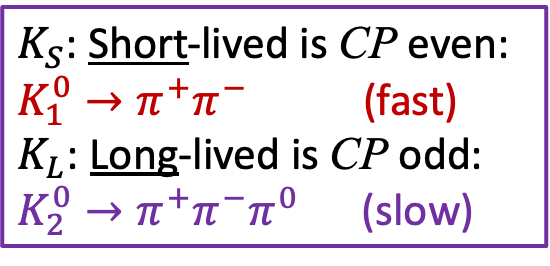 K_S: Short-lived is CP even:
K_1^0 → π^+π^- (fast)
K_L: Long-lived is CP odd:
K_2^0 → π^+π^-π^0 (slow)